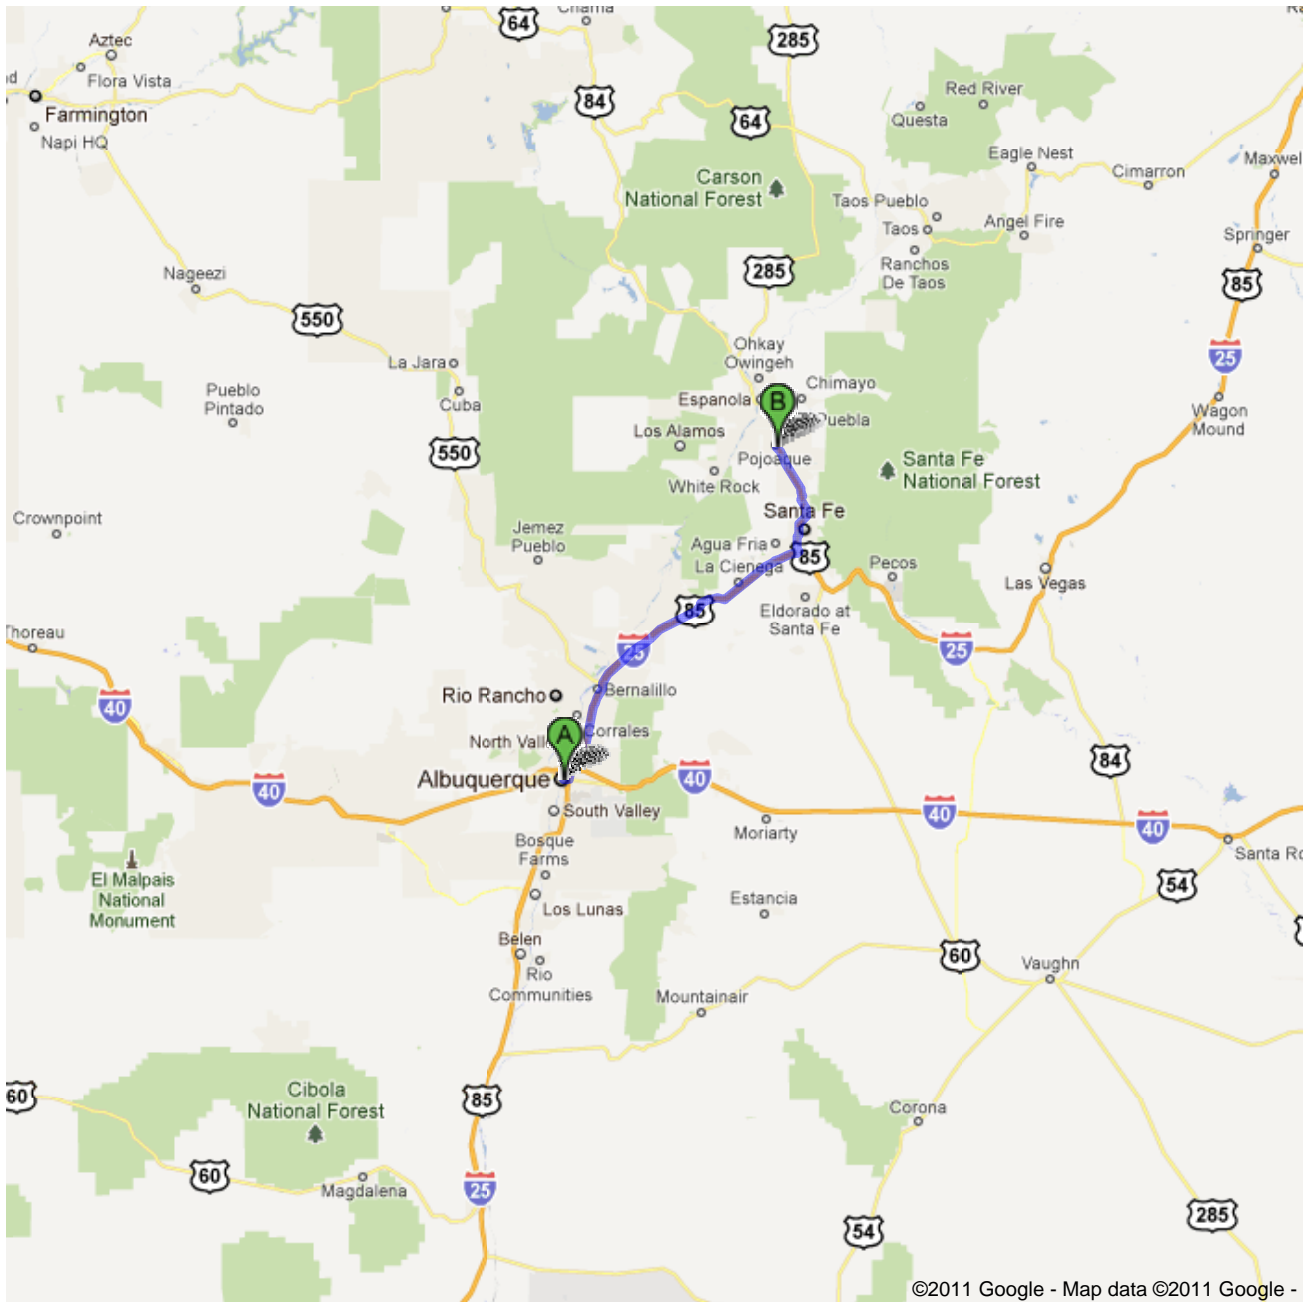 Chama
64
285
Aztec
Flora Vista
Farmington
Napi HQ
84
64
Red River
Questa
Eagle Nest
Cimarron
Maxwel
Carson
National Forest
Taos Pueblo
Taos
Angel Fire
Ranchos
De Taos
Springer
85
Nageezi
285
550
25
Ohkay
Owingeh
La Jara
Cuba
Pueblo
Pintado
Chimayo
Espanola
B
Puebla
Wagon
Mound
Los Alamos
550
Pojoaque
White Rock
Santa Fe
National Forest
Crownpoint
Santa Fe
Jemez
Pueblo
Agua Fria
85
La Cienega
Pecos
Las Vegas
85
Eldorado at
Santa Fe
Thoreau
25
25
40
Rio Rancho
Bernalillo
A
Corrales
North Vall
84
Albuquerque
40
40
40
40
South Valley
Moriarty
Bosque
Farms
Santa Ro
El Malpais
National
Monument
54
Estancia
Los Lunas
Belen
60
Rio
Communities
Vaughn
Mountainair
60
Cibola
National Forest
85
Corona
60
Magdalena
25
54
285
©2011 Google - Map data ©2011 Google -